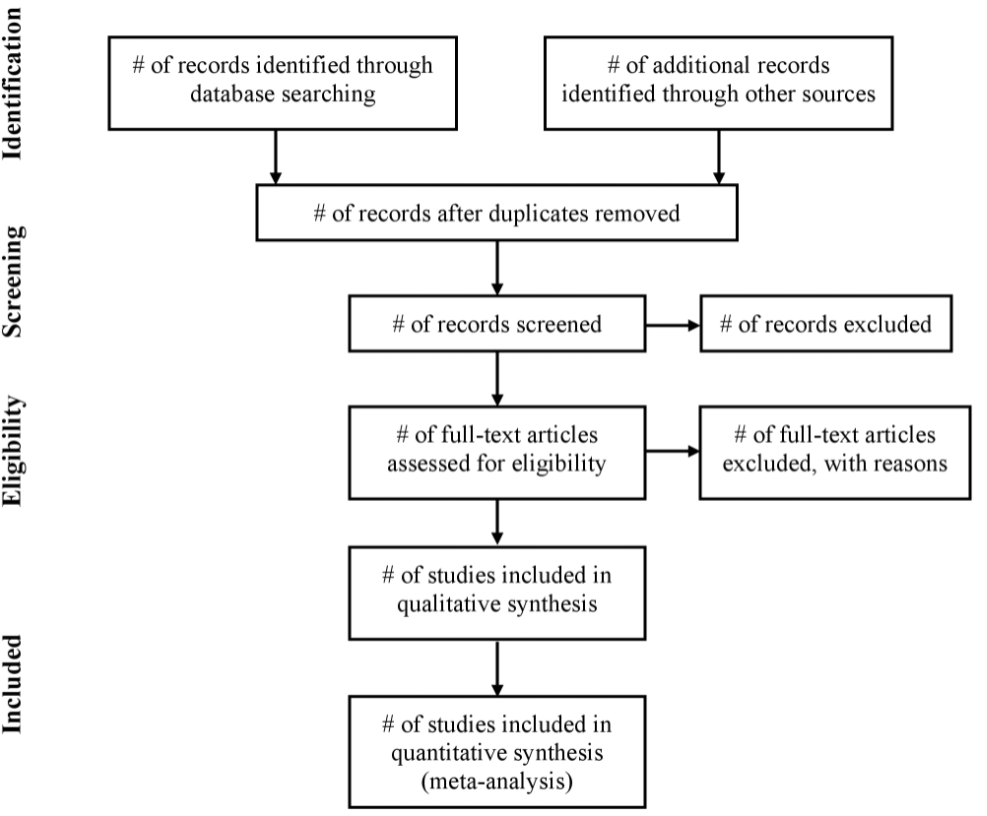 Identification
# of records identified through
database searching
# of additional records
identified through other sources
# of records after duplicates removed
Screening
# of records screened
# of records excluded
Eligibility
# of full-text articles
assessed for eligibility
# of full-text articles
excluded, with reasons
# of studies included in
qualitative synthesis
Included
# of studies included in
quantitative synthesis
(meta-analysis)